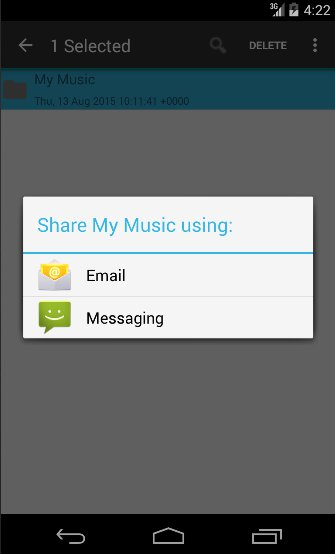 3G 4:22
1 Selected DELETE
My Music
Thu, 13 Aug 2015 10:11:41 +0000
Share My Music using:
Email
Messaging